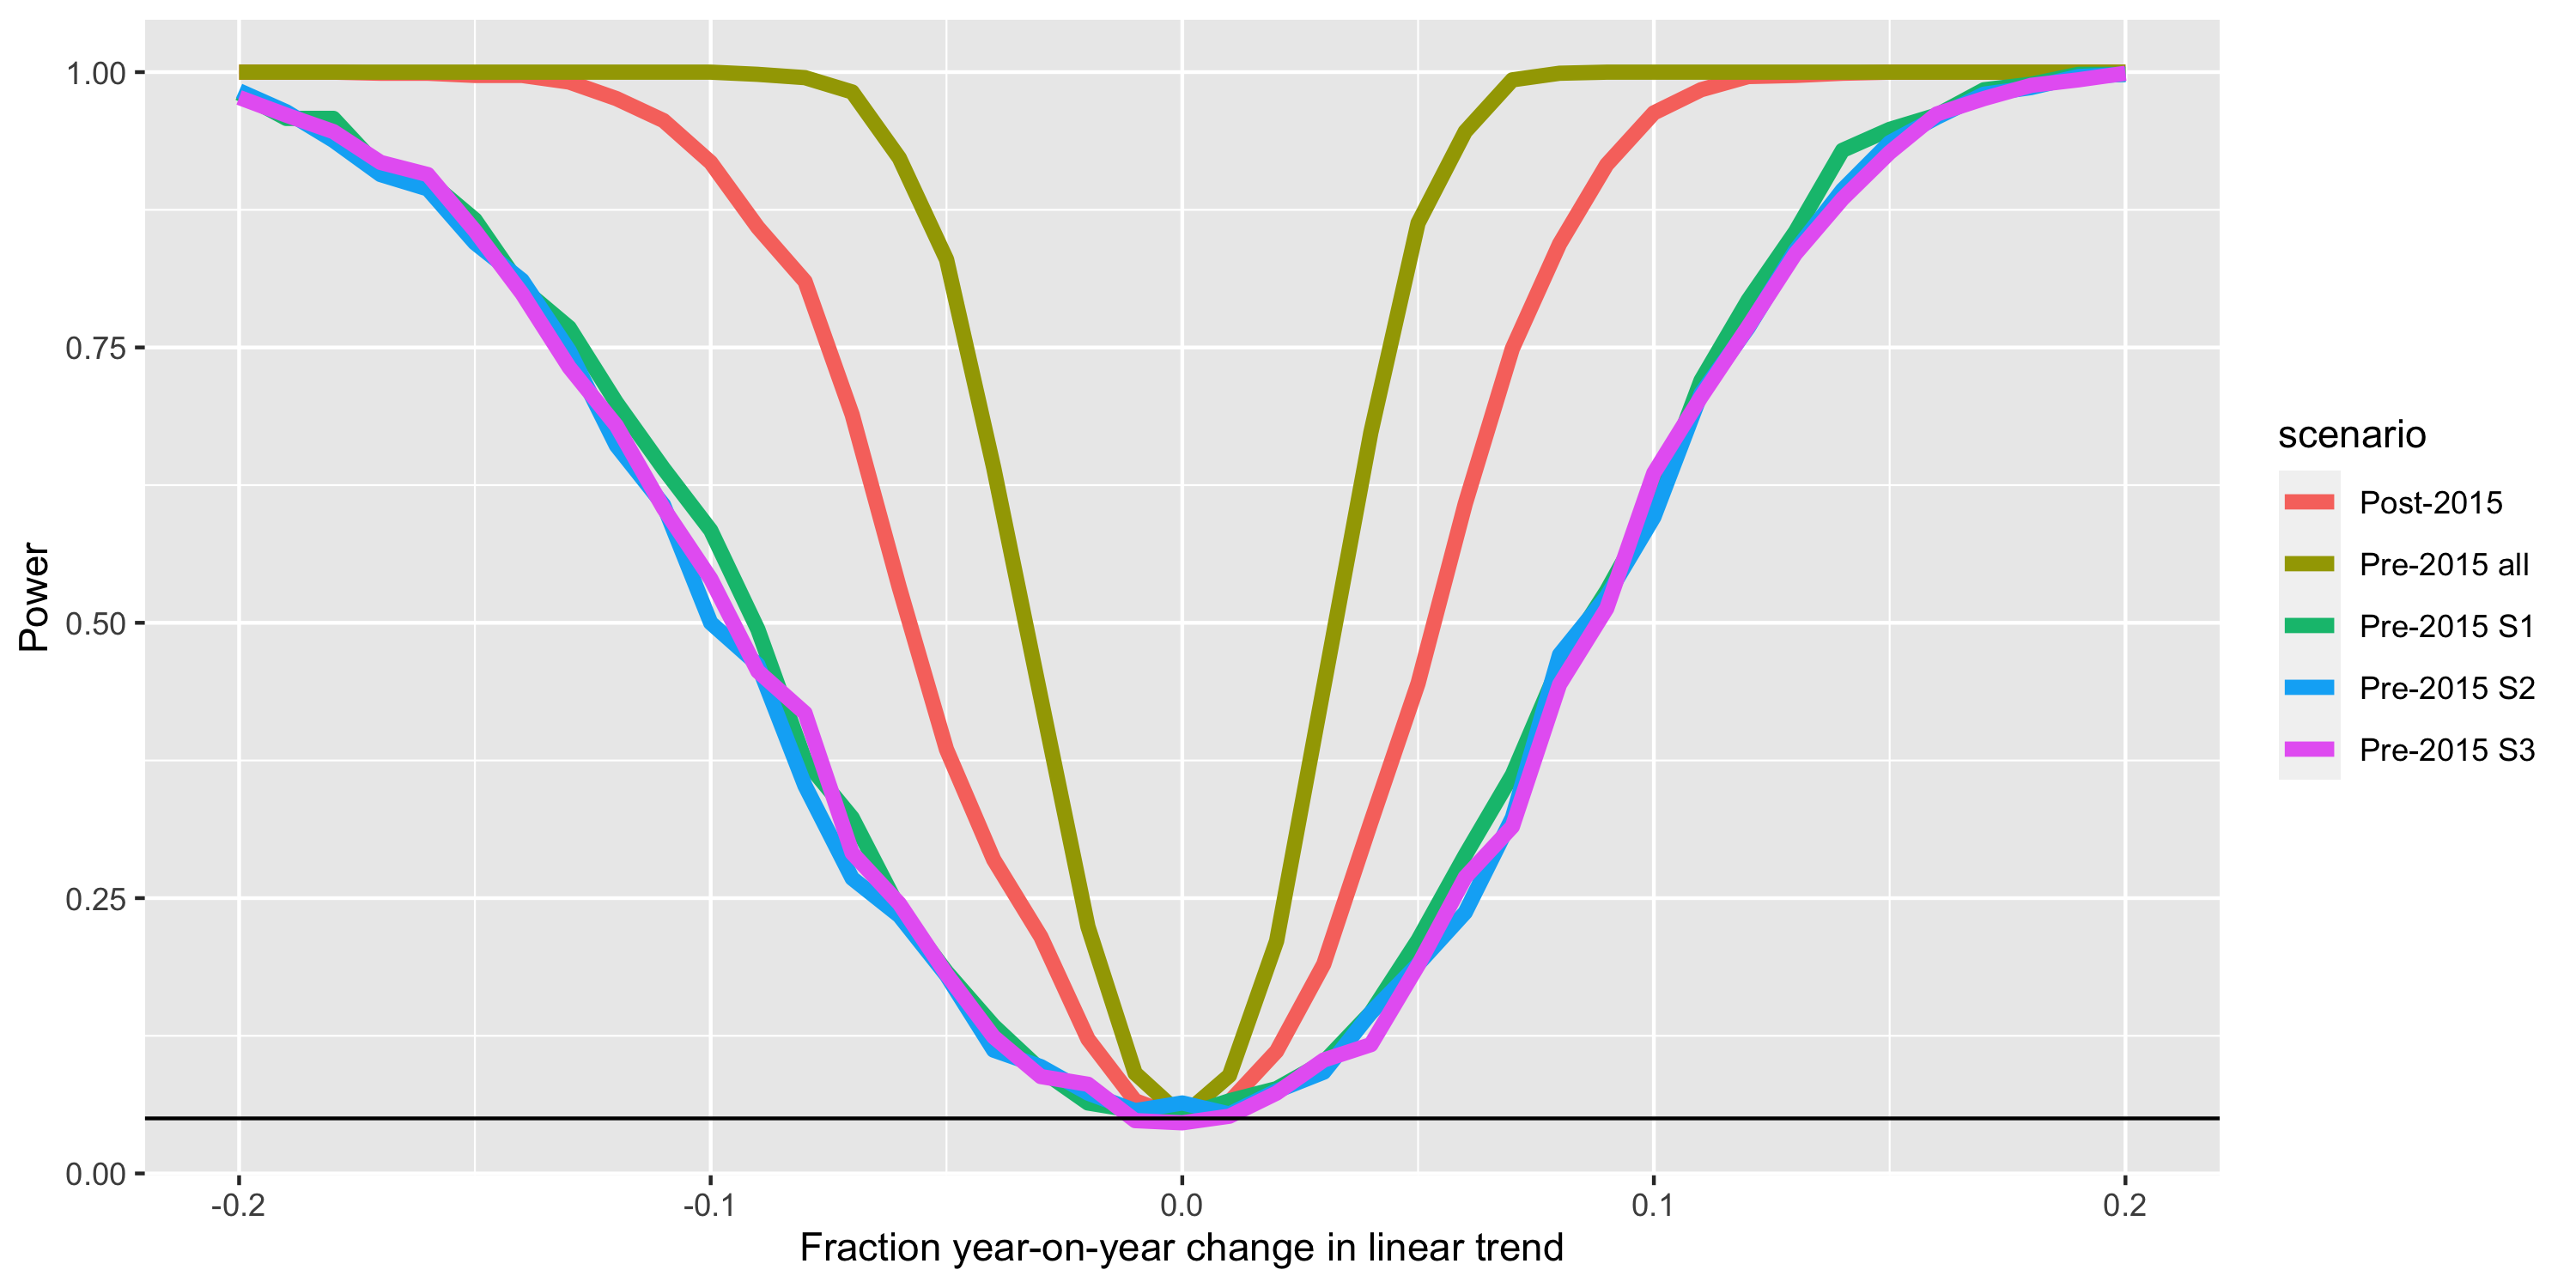 1.00
0.75
0.50
0.25
0.00
Power
-0.2
-0.1
0.0
0.1
0.2
Fraction year-on-year change in linear trend
scenario
Post-2015
Pre-2015 all
Pre-2015 S1
Pre-2015 S2
Pre-2015 S3